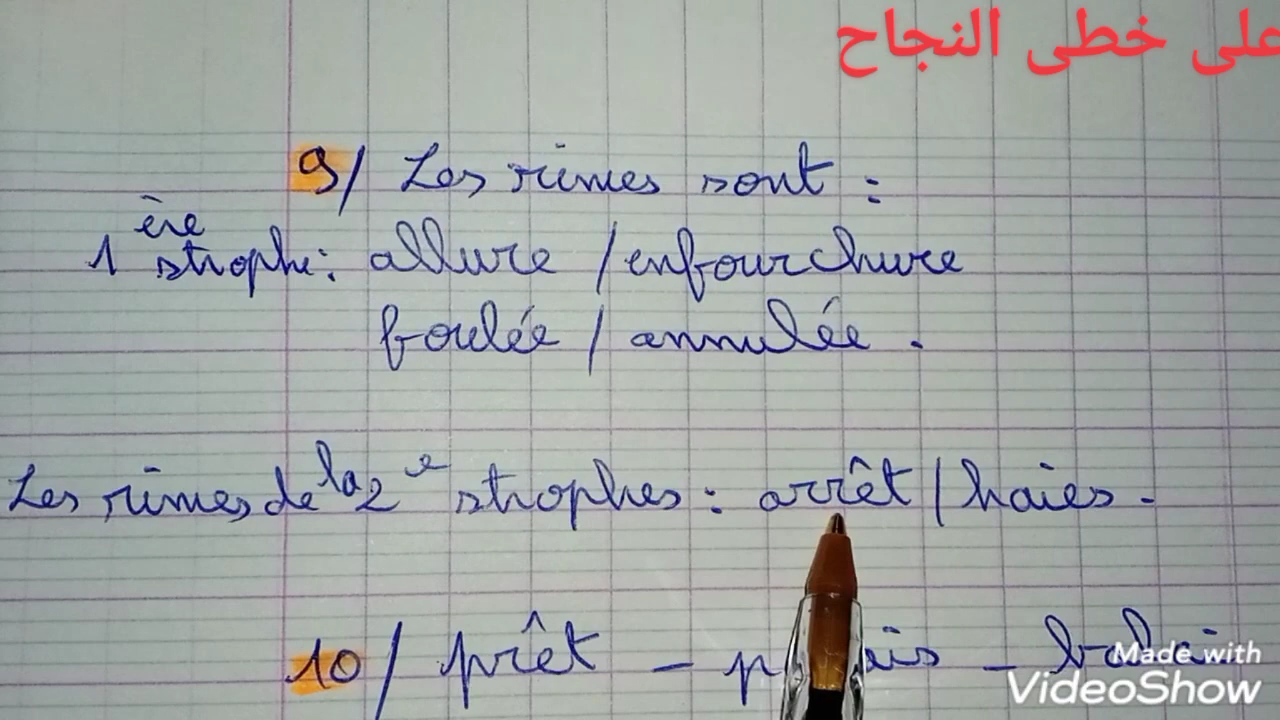 على خطى النجاح
9/ Les rimes sont :
1ère strophe: allure / enfourchure
foulée / annulée .
Les rimes de la 2e strophes : arrêt / haies .
10/ prêt -
Made with
VideoShow